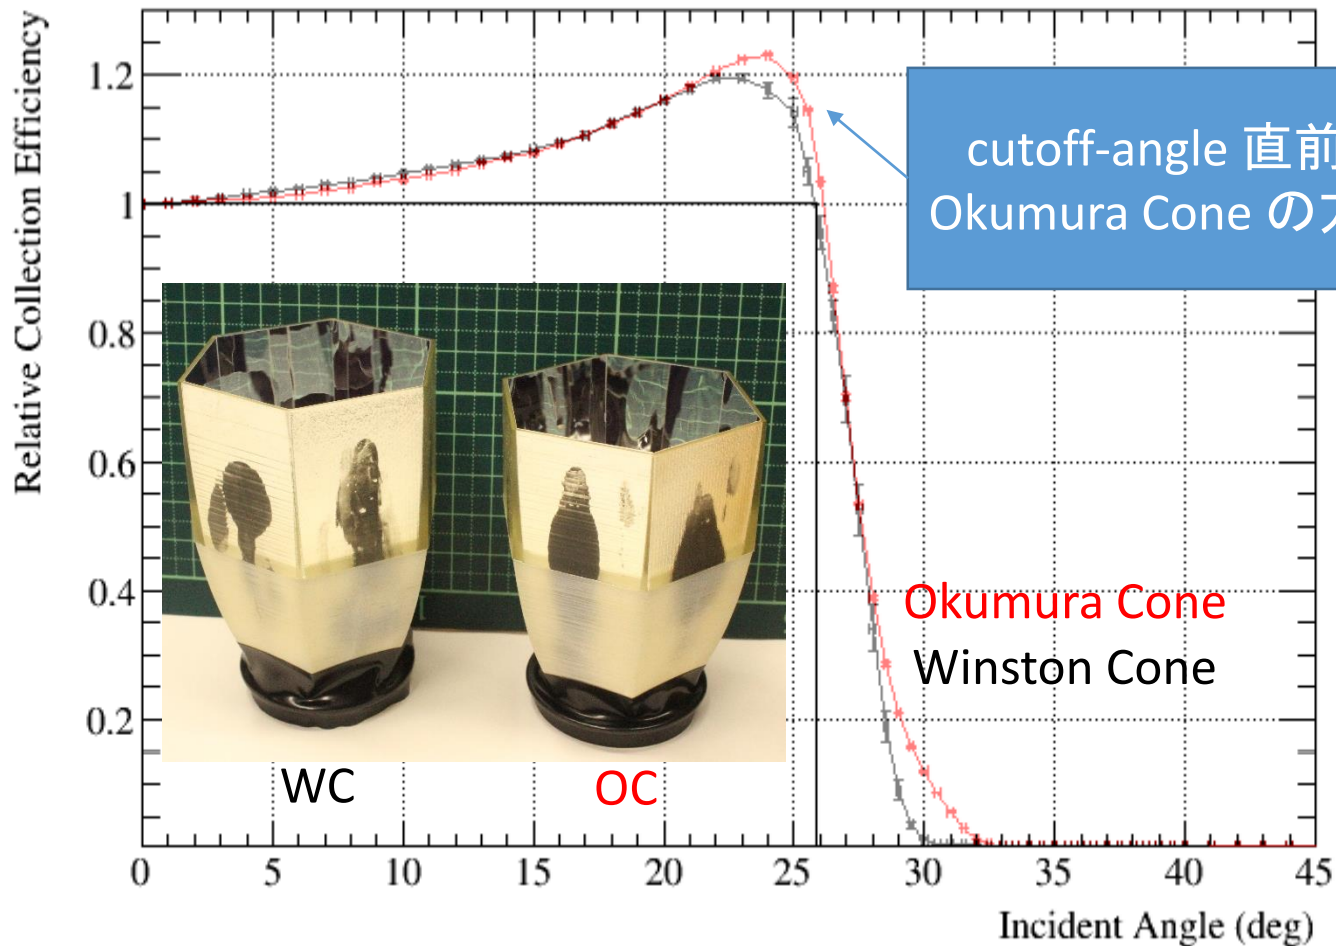 Relative Collection Efficiency
1.2
1
0.8
0.6
0.4
0.2
cutoff-angle 直前
Okumura Cone の
Okumura Cone
Winston Cone
WC
OC
0
5
10
15
20
25
30
35
40
45
Incident Angle (deg)